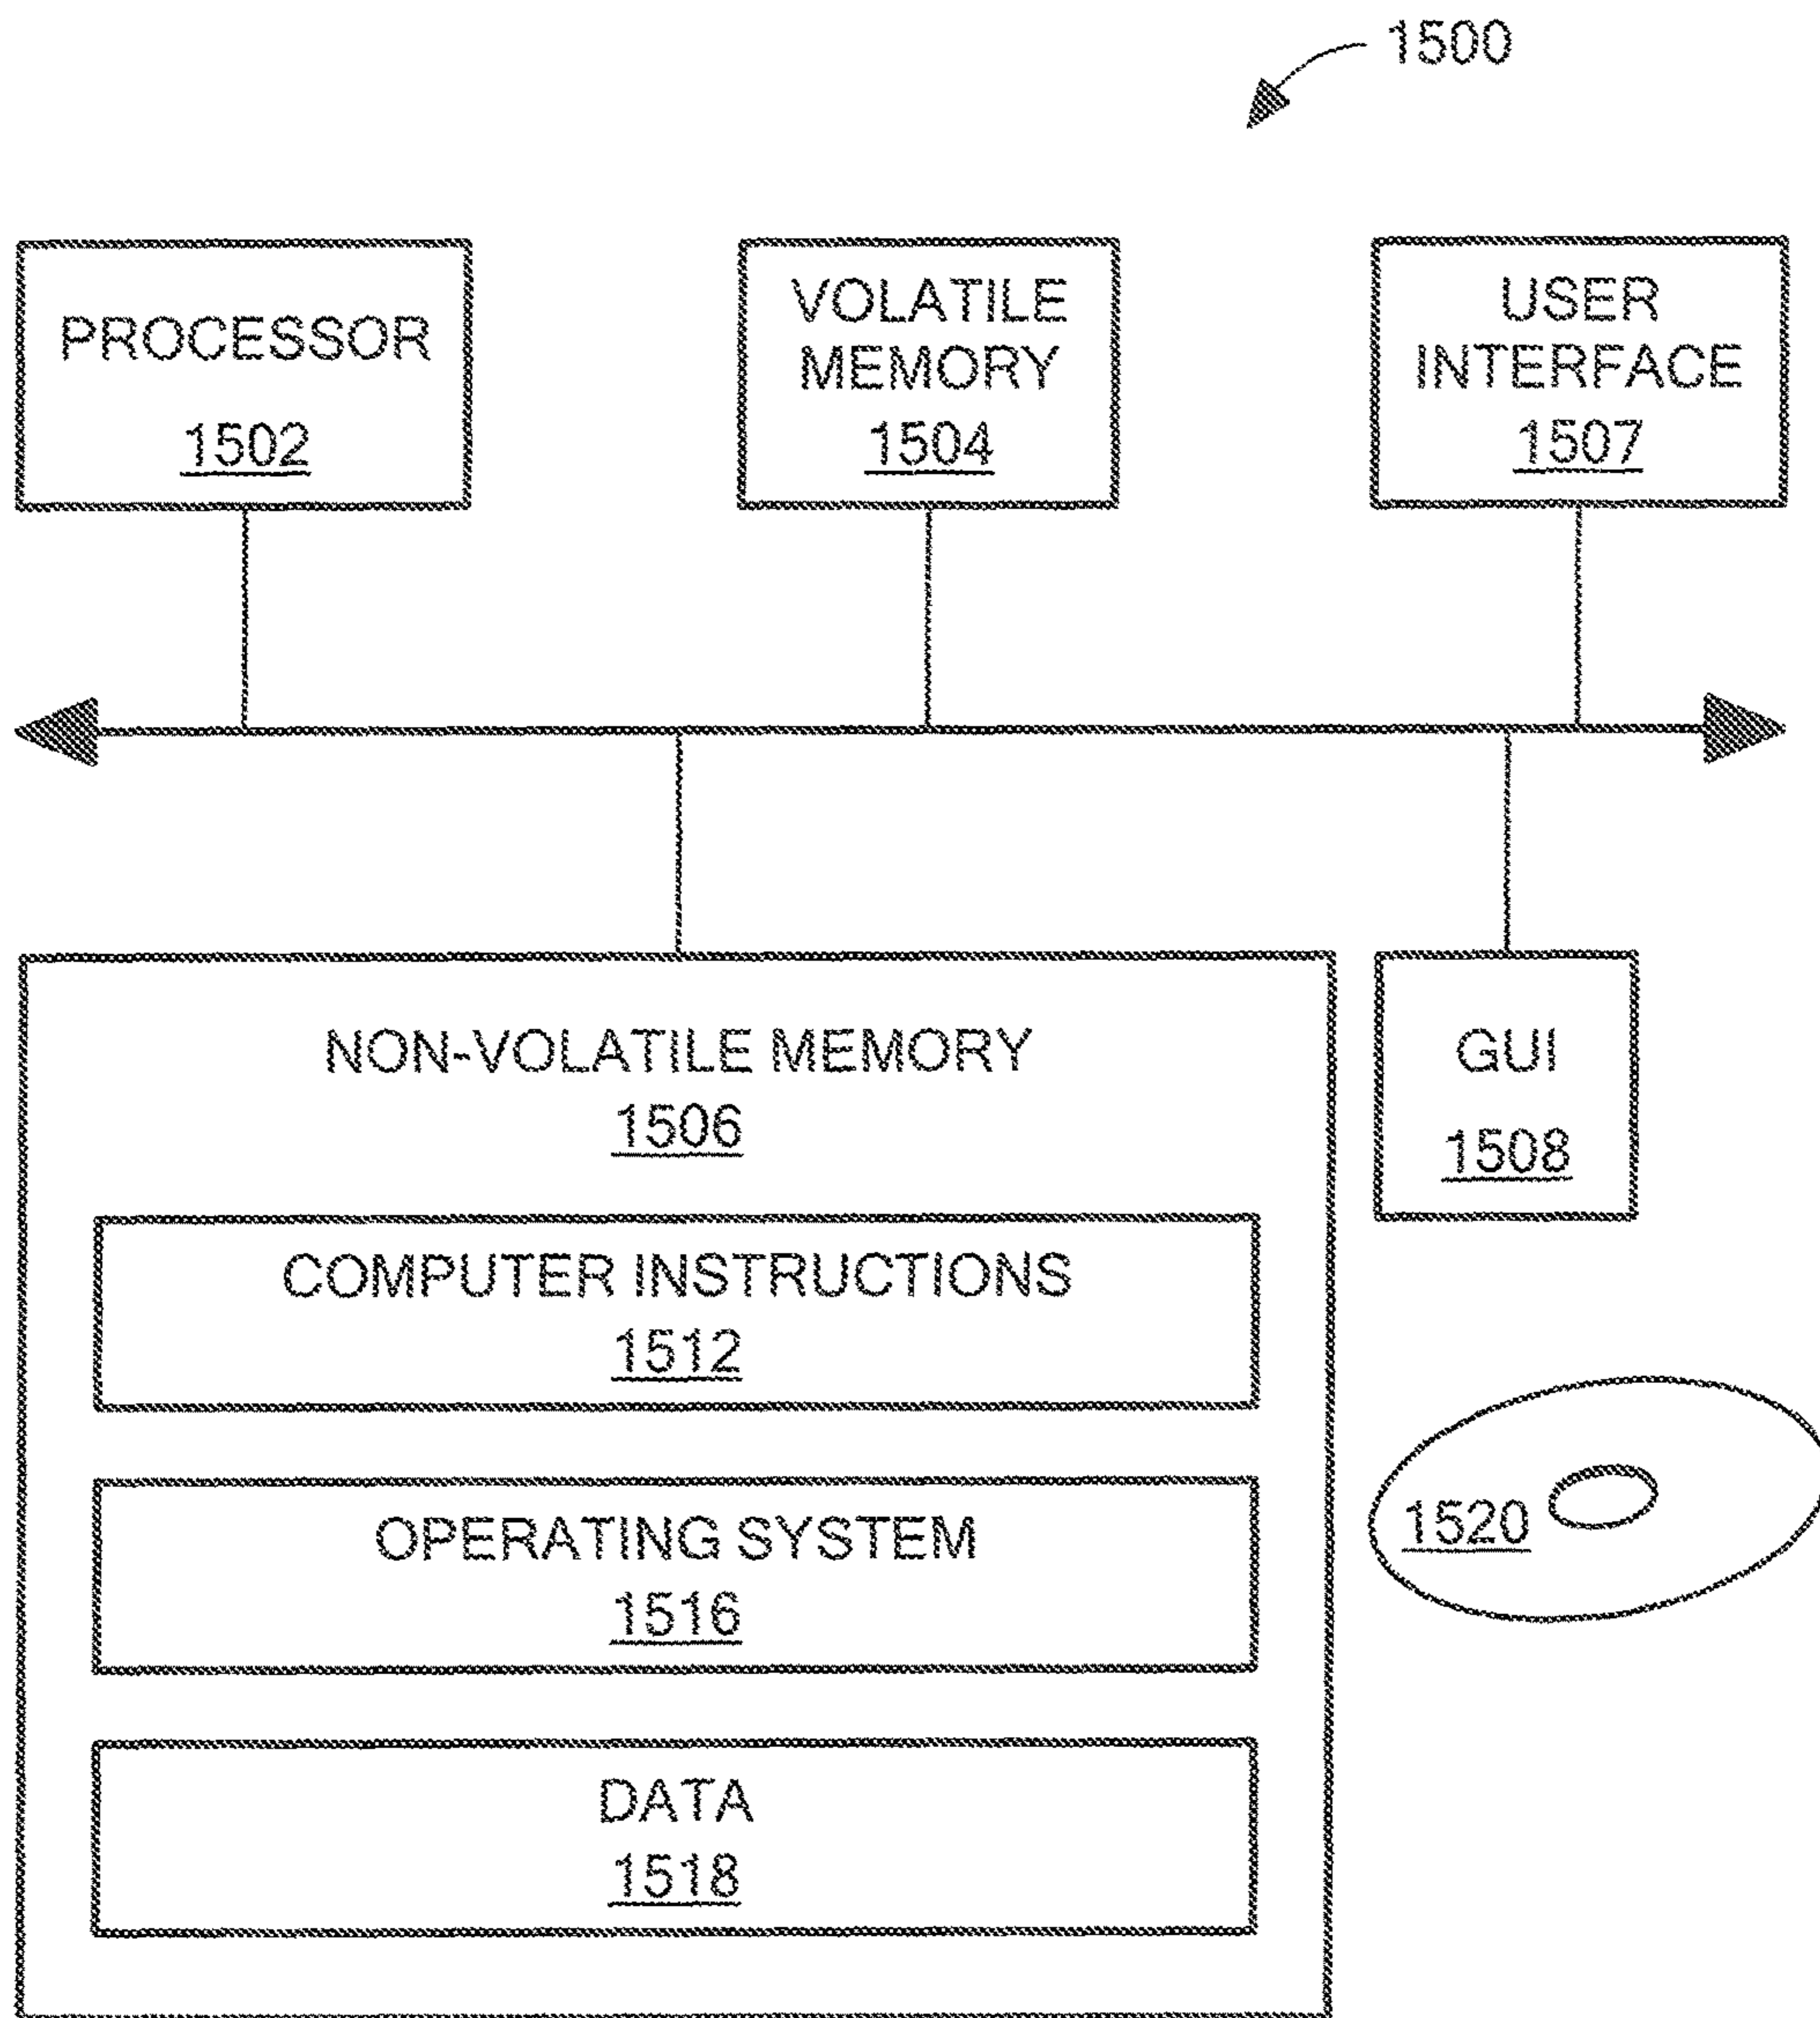 1500
PROCESSOR
1502
VOLATILE
MEMORY
1504
USER
INTERFACE
1507
NON-VOLATILE MEMORY
1506
COMPUTER INSTRUCTIONS
1512
OPERATING SYSTEM
1516
DATA
1518
GUI
1508
1520